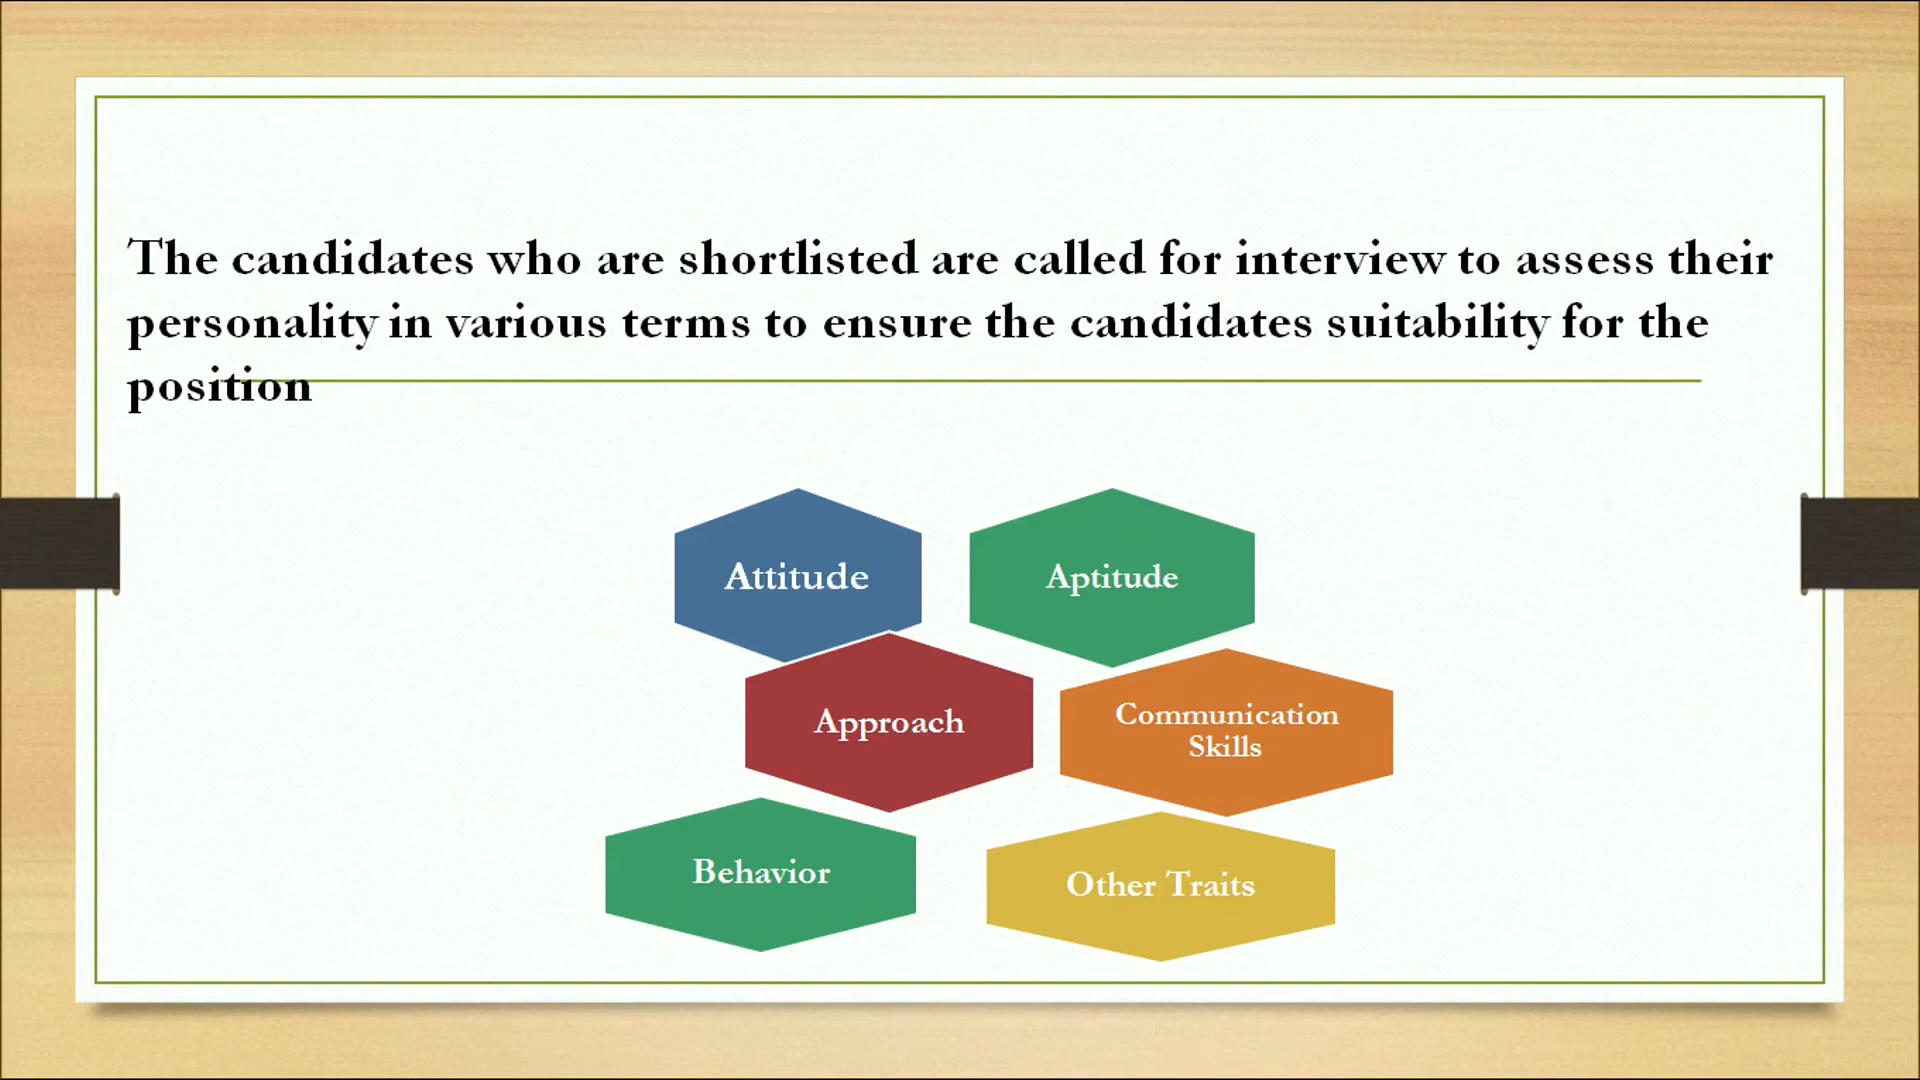 The candidates who are shortlisted are called for interview to assess their
personality in various terms to ensure the candidates suitability for the
position
Attitude
Aptitude
Approach
Communication
Skills
Behavior
Other Traits